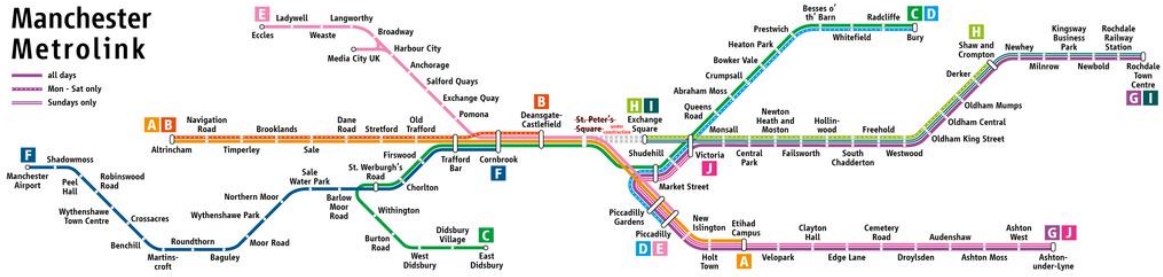 Manchester
Metrolink
all days
Mon - Sat only
Sundays only
E
Eccles
Ladywell
Weaste
Langworthy
Broadway
Media City UK
Harbour City
Anchorage
Salford Quays
Exchange Quay
Pomona
A
B
Altrincham
Navigation
Road
Timperley
Brooklands
Sale
Dane
Road
Stretford
Old
Trafford
Trafford
Bar
Cornbrook
F
B
Deansgate-
Castlefield
St. Peter's
Square
under
construction
H
I
Exchange
Square
F
Manchester
Airport
Shadowmoss
Peel
Hall
Robinswood
Road
Wythenshawe
Town Centre
Crossacres
Benchill
Martins-
croft
Roundthorn
Baguley
Moor Road
Wythenshawe Park
Northern Moor
Sale
Water Park
Barlow
Moor
Road
St. Werburgh's
Road
Firswood
Chorlton
Withington
Burton
Road
West
Didsbury
Didsbury
Village
C
East
Didsbury
Shudehill
Victoria
J
Market Street
Piccadilly
Gardens
Piccadilly
D
E
New
Islington
Holt
Town
Etihad
Campus
A
Velopark
Clayton
Hall
Edge Lane
Cemetery
Road
Droylsden
Audenshaw
Ashton Moss
Ashton
West
G
J
Ashton-
under-Lyne
Queens
Road
Abraham Moss
Crumpsall
Bowker Vale
Heaton Park
Prestwich
Besses o'
th' Barn
Whitefield
Radcliffe
C
D
Bury
Monsall
Central
Park
Newton
Heath and
Moston
Failsworth
Hollin-
wood
South
Chadderton
Freehold
Westwood
Oldham King Street
Oldham Central
Oldham Mumps
Derker
H
Shaw and
Crompton
Newhey
Milnrow
Kingsway
Business
Park
Newbold
Rochdale
Railway
Station
Rochdale
Town
Centre
G
I